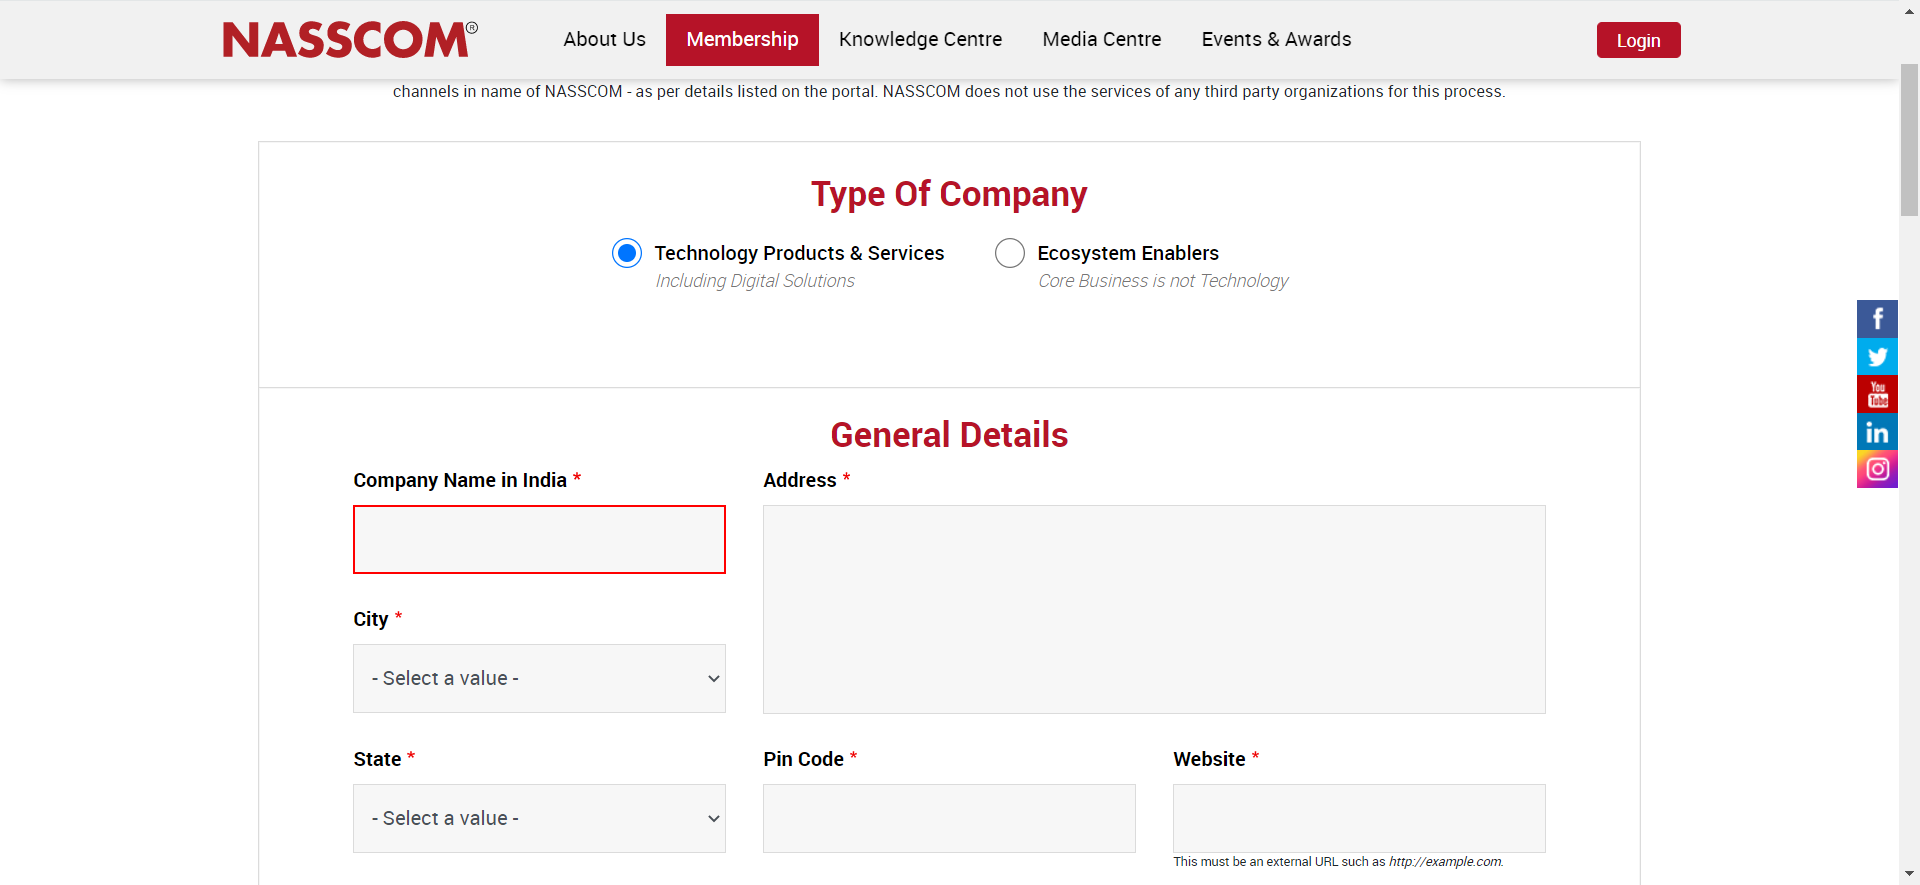 NASSCOM®
About Us
Membership
Knowledge Centre
Media Centre
Events & Awards
Login
channels in name of NASSCOM - as per details listed on the portal. NASSCOM does not use the services of any third party organizations for this process.
Type Of Company
Technology Products & Services
Including Digital Solutions
Ecosystem Enablers
Core Business is not Technology
f
You
Tube
in
General Details
Company Name in India *
Address *
City *
- Select a value -
State *
Pin Code *
Website *
- Select a value -
This must be an external URL such as http://example.com.